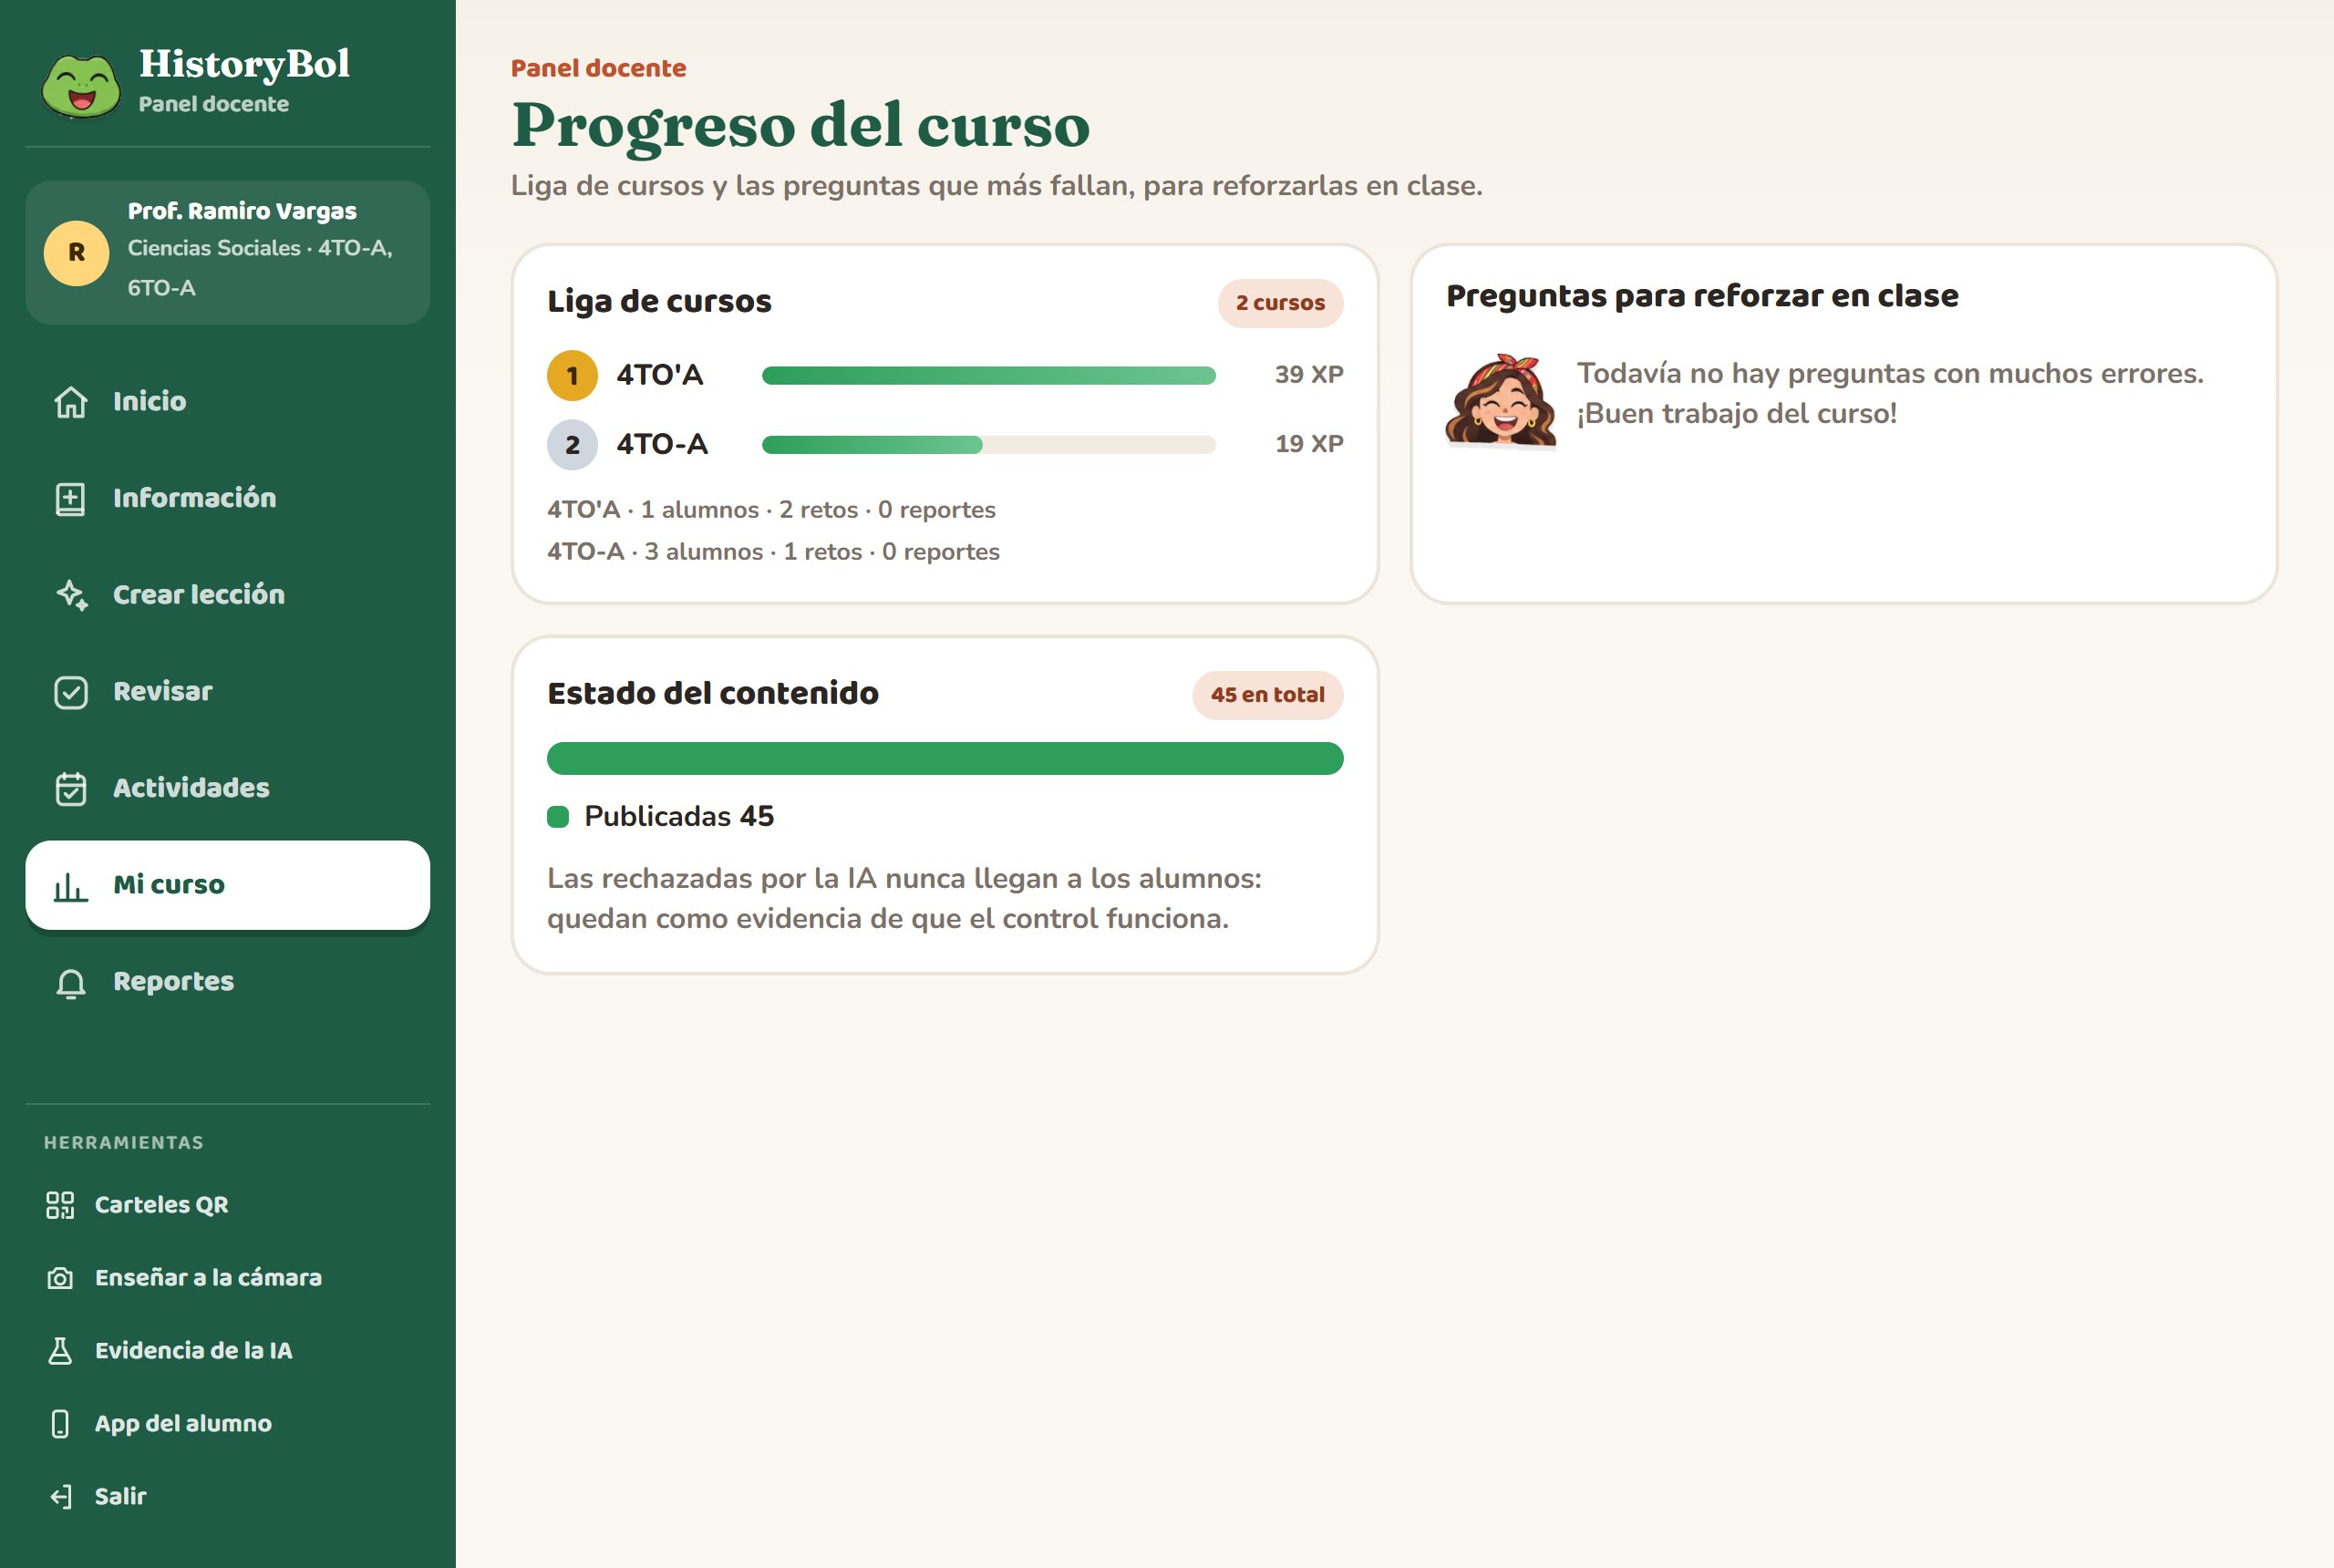 HistoryBol
Panel docente
R
Prof. Ramiro Vargas
Ciencias Sociales · 4TO-A,
6TO-A
Inicio
Información
Crear lección
Revisar
Actividades
Mi curso
Reportes
HERRAMIENTAS
Carteles QR
Enseñar a la cámara
Evidencia de la IA
App del alumno
Salir
Panel docente
Progreso del curso
Liga de cursos y las preguntas que más fallan, para reforzarlas en clase.
Liga de cursos
2 cursos
1 4TO'A 39 XP
2 4TO-A 19 XP
4TO'A · 1 alumnos · 2 retos · 0 reportes
4TO-A · 3 alumnos · 1 retos · 0 reportes
Preguntas para reforzar en clase
Todavía no hay preguntas con muchos errores.
¡Buen trabajo del curso!
Estado del contenido
45 en total
Publicadas 45
Las rechazadas por la IA nunca llegan a los alumnos:
quedan como evidencia de que el control funciona.